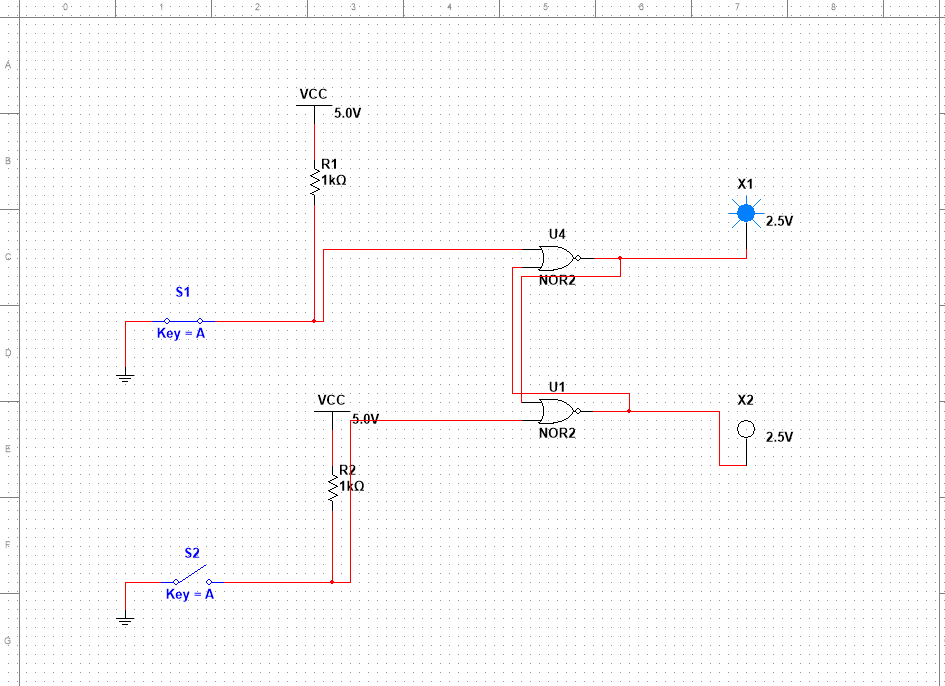 0 1 2 3 4 5 6 7 8
A
VCC
5.0V
B
R1
1kΩ
X1
2.5V
U4
C
NOR2
S1
Key = A
D
U1
VCC
X2
5.0V
NOR2
2.5V
E
R2
1kΩ
F
S2
Key = A
G